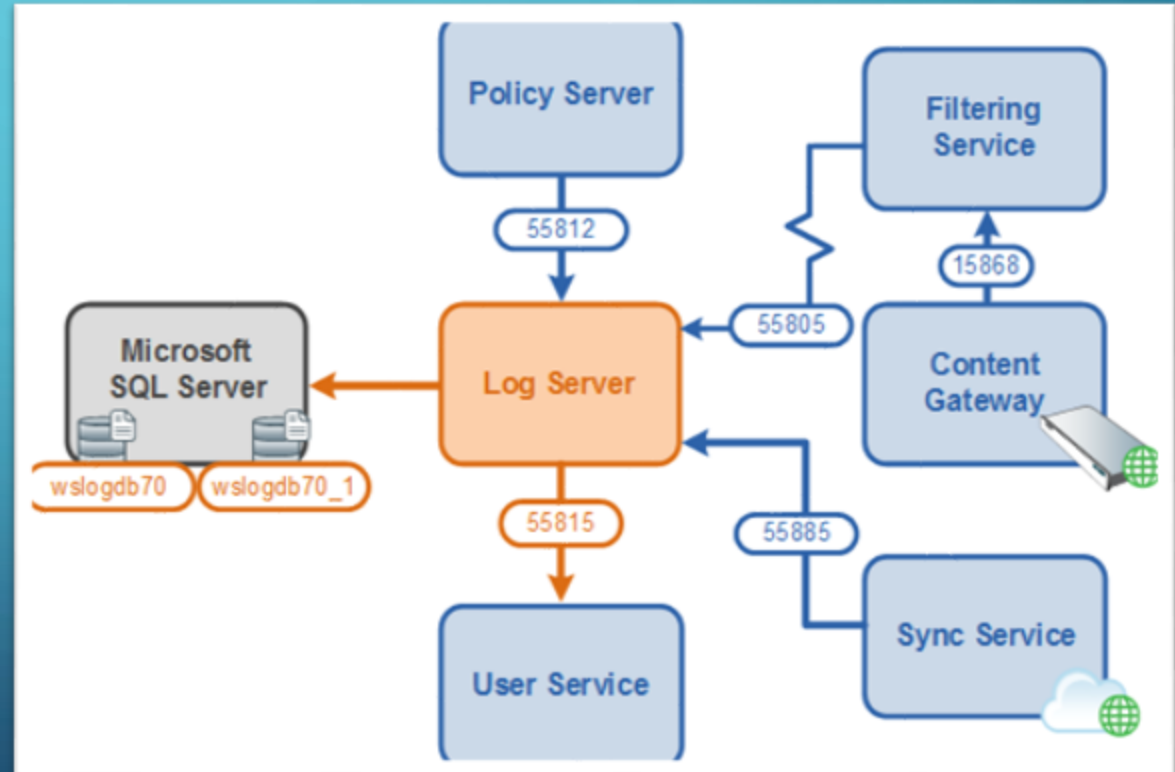 Policy Server
Filtering
Service
55812
15868
55805
Microsoft
SQL Server
Log Server
Content
Gateway
wslogdb70
wslogdb70_1
55815
55885
Sync Service
User Service